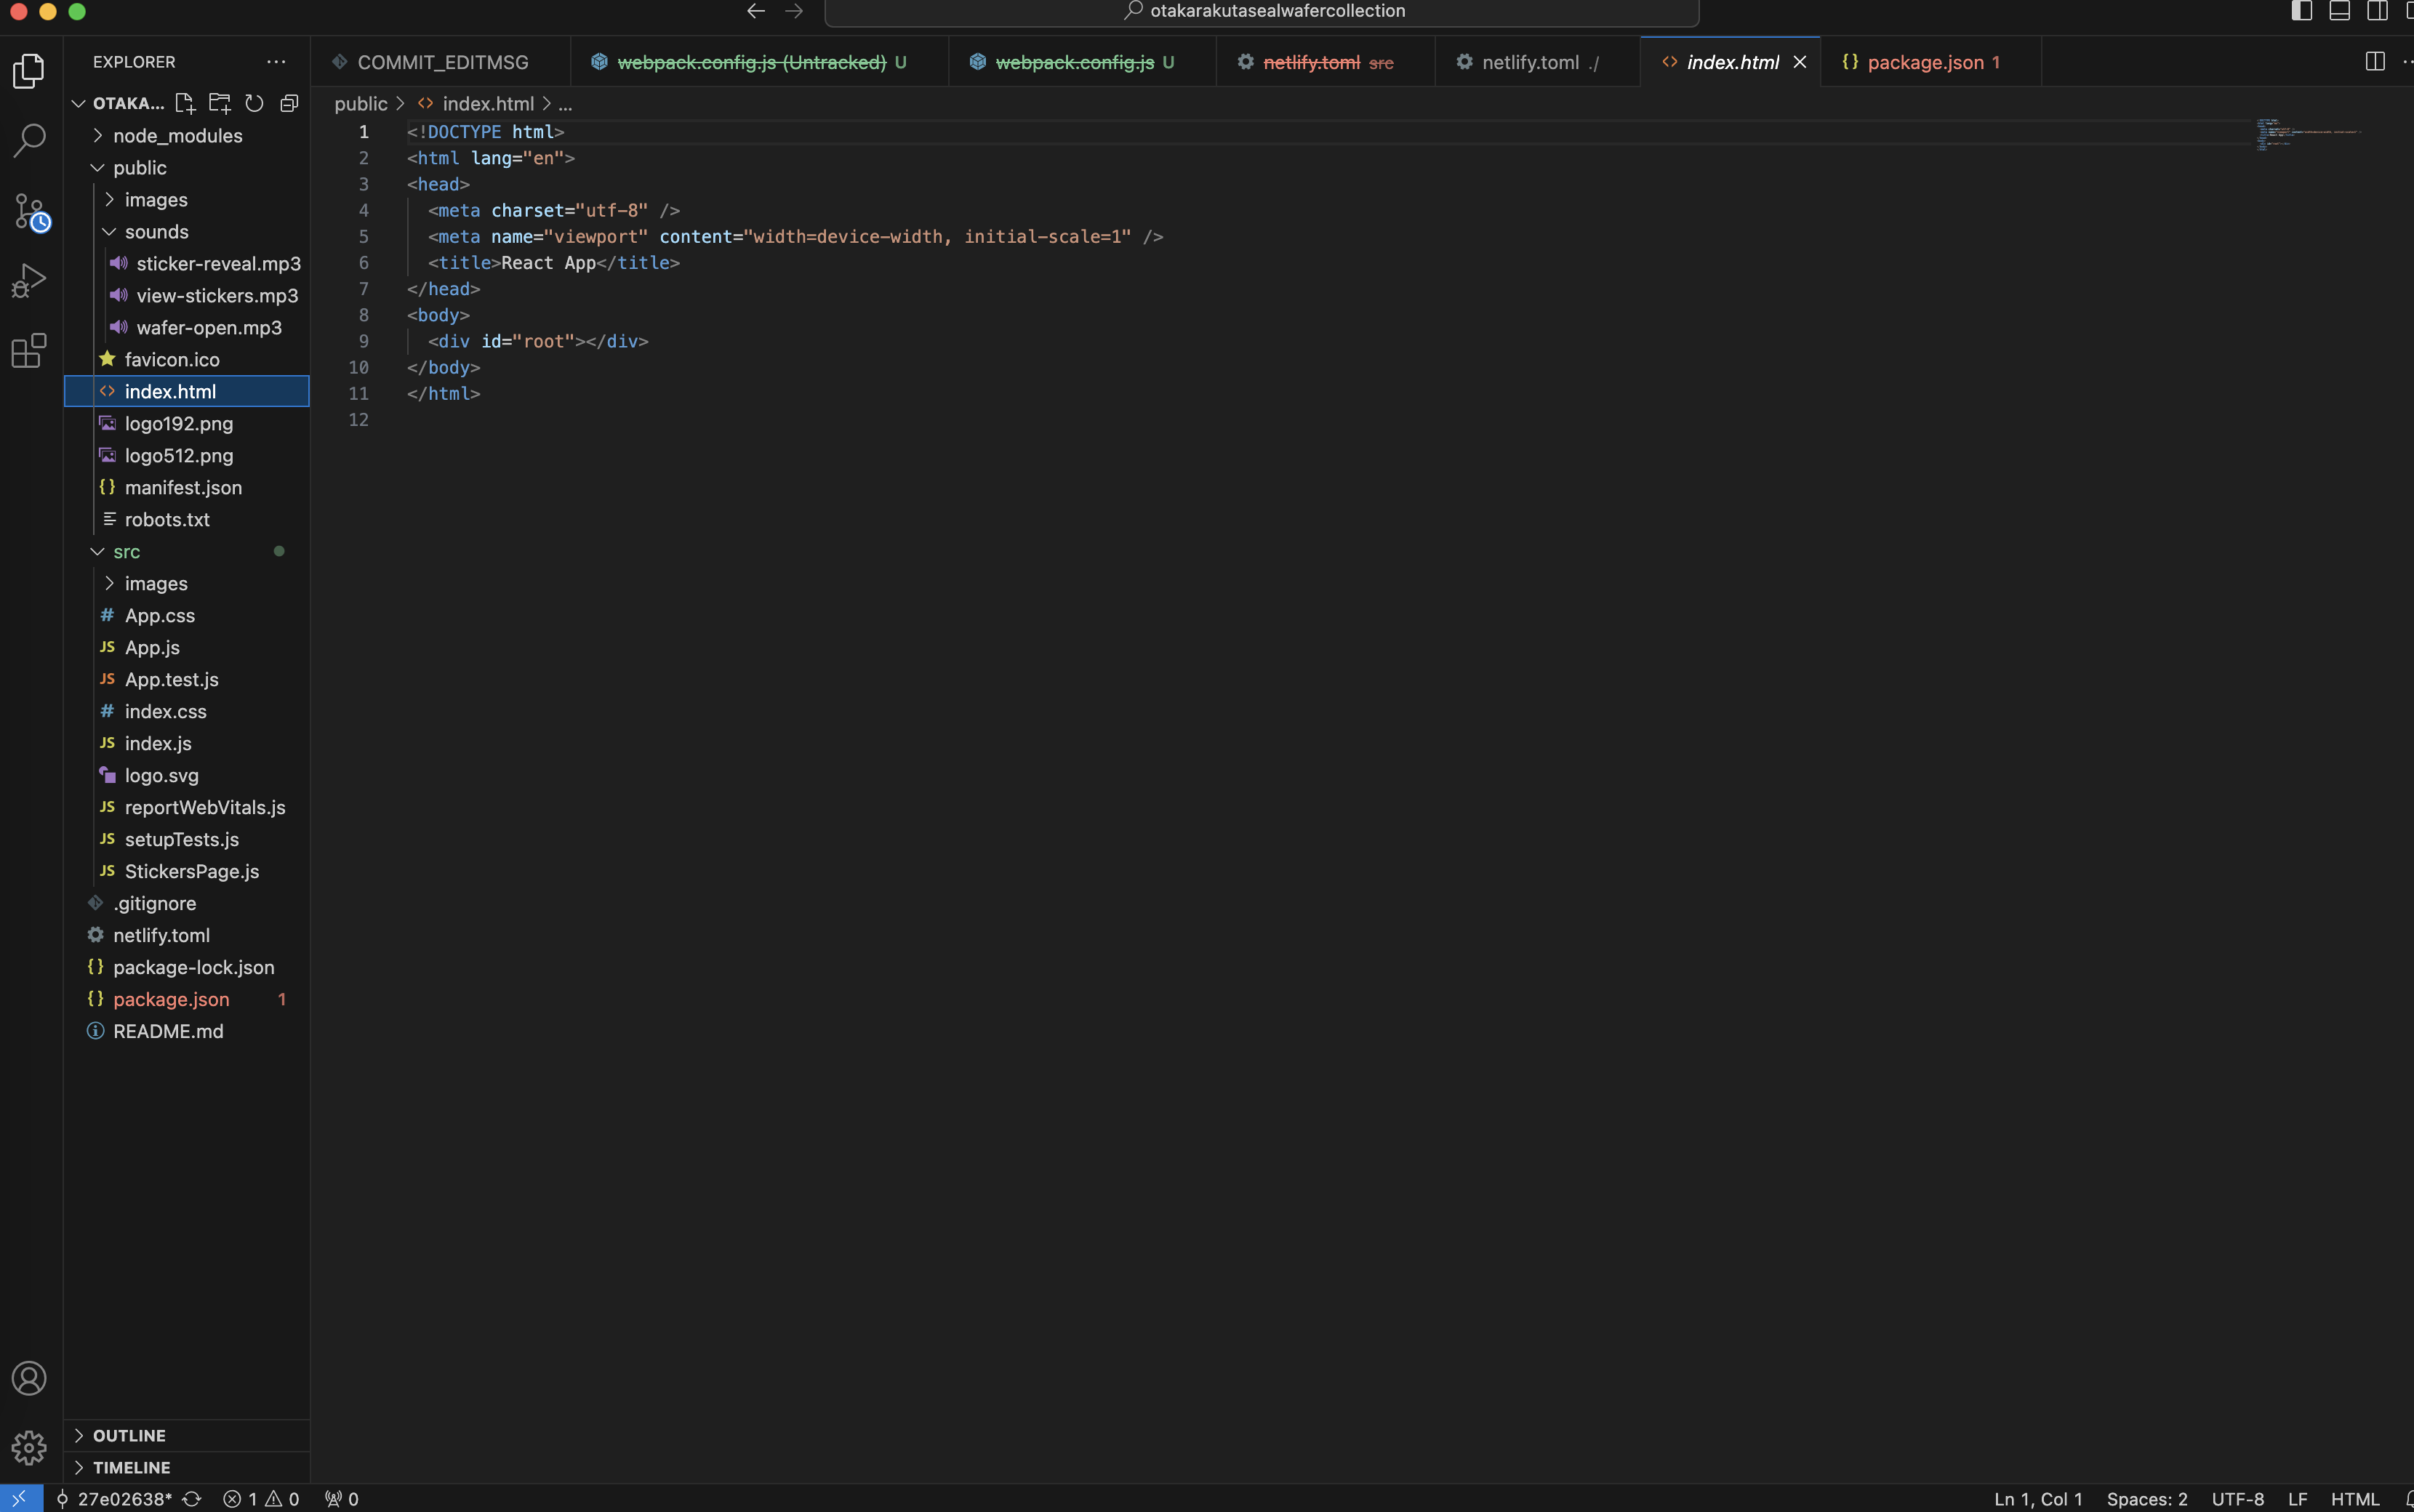 otakarakutasealwafercollection
EXPLORER
COMMIT_EDITMSG
webpack.config.js (Untracked) U
webpack.config.js U
netlify.toml src
netlify.toml ./
index.html
package.json 1
OTAKA...
node_modules
public
images
sounds
sticker-reveal.mp3
view-stickers.mp3
wafer-open.mp3
favicon.ico
index.html
logo192.png
logo512.png
manifest.json
robots.txt
src
images
App.css
App.js
App.test.js
index.css
index.js
logo.svg
reportWebVitals.js
setupTests.js
StickersPage.js
.gitignore
netlify.toml
package-lock.json
package.json 1
README.md
OUTLINE
TIMELINE
public > index.html > ...
1 <!DOCTYPE html>
2 <html lang="en">
3 <head>
4 <meta charset="utf-8" />
5 <meta name="viewport" content="width=device-width, initial-scale=1" />
6 <title>React App</title>
7 </head>
8 <body>
9 <div id="root"></div>
10 </body>
11 </html>
12
27e02638* 1 0 0
Ln 1, Col 1 Spaces: 2 UTF-8 LF HTML